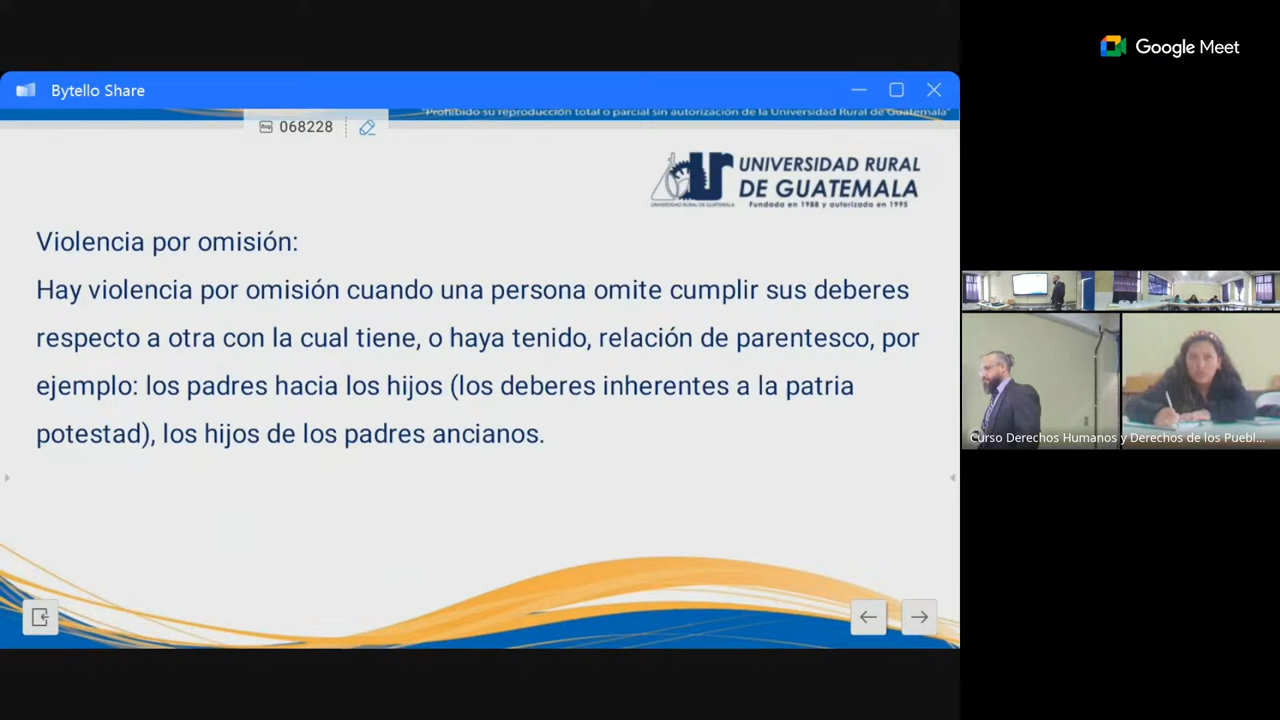 Google Meet
Bytello Share
"Prohibido su reproducción total o parcial sin autorización de la Universidad Rural de Guatemala"
068228
UNIVERSIDAD RURAL
DE GUATEMALA
Fundada en 1988 y autorizada en 1995
UNIVERSIDAD RURAL DE GUATEMALA
Violencia por omisión:
Hay violencia por omisión cuando una persona omite cumplir sus deberes
respecto a otra con la cual tiene, o haya tenido, relación de parentesco, por
ejemplo: los padres hacia los hijos (los deberes inherentes a la patria
potestad), los hijos de los padres ancianos.
Curso Derechos Humanos y Derechos de los Puebl...